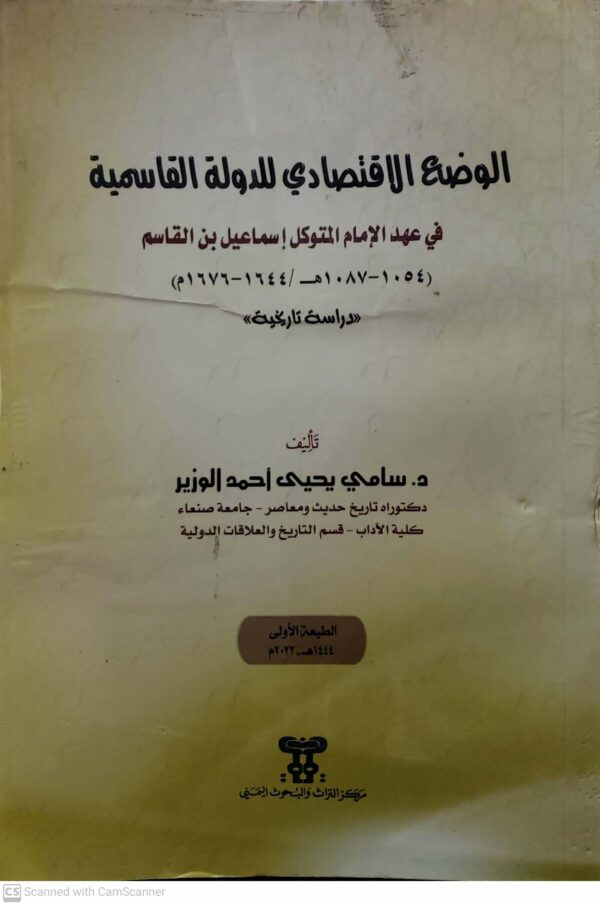 الوضع الاقتصادي للدولة القاسمية
في عهد الإمام المتوكل إسماعيل بن القاسم
(١٠٥٤-١٠٨٧هـ /١٦٤٤-١٦٧٦م)
«دراسة تاريخية»
تأليف
د. سامي يحيى أحمد الوزير
دكتوراه تاريخ حديث ومعاصر - جامعة صنعاء
كلية الآداب - قسم التاريخ والعلاقات الدولية
الطبعة الأولى
١٤٤٤هـ-٢٠٢٢م
مركز التراث والبحوث اليمني
CS Scanned with CamScanner